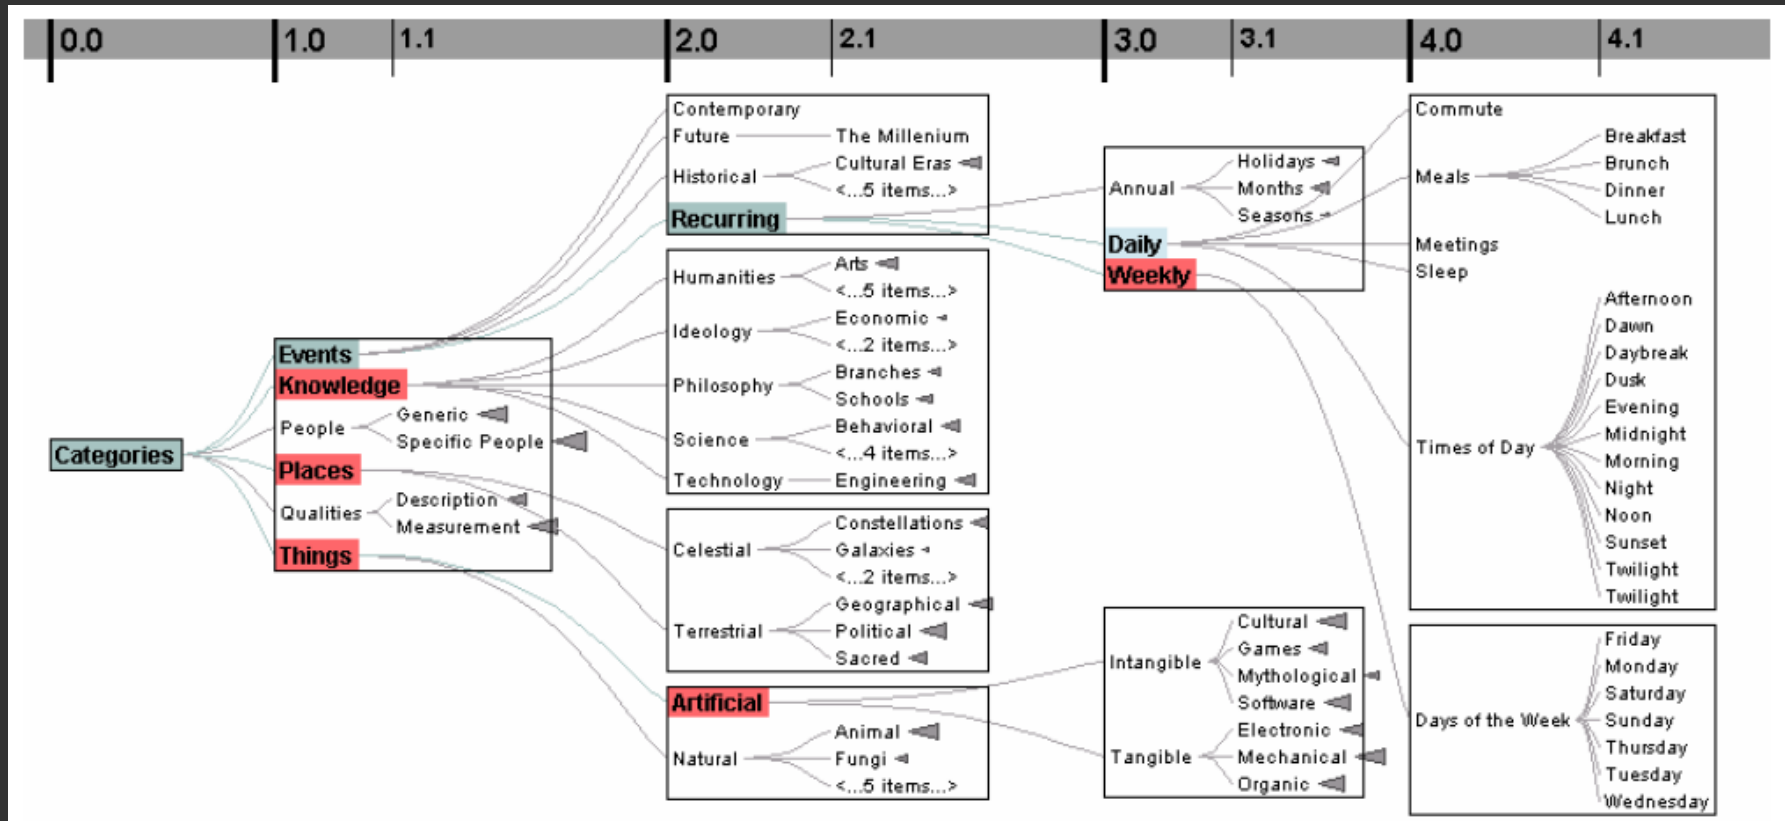 0.0 1.0 1.1 2.0 2.1 3.0 3.1 4.0 4.1
Categories
Events
Knowledge
People
Generic
Specific People
Places
Qualities
Description
Measurement
Things
Contemporary
Future
The Millenium
Historical
Cultural Eras
<...5 items...>
Recurring
Humanities
Arts
<...5 items...>
Ideology
Economic
<...2 items...>
Philosophy
Branches
Schools
Science
Behavioral
<...4 items...>
Technology
Engineering
Celestial
Constellations
Galaxies
<...2 items...>
Terrestrial
Geographical
Political
Sacred
Artificial
Natural
Animal
Fungi
<...5 items...>
Annual
Holidays
Months
Seasons
Daily
Weekly
Intangible
Cultural
Games
Mythological
Software
Tangible
Electronic
Mechanical
Organic
Commute
Meals
Breakfast
Brunch
Dinner
Lunch
Meetings
Sleep
Times of Day
Afternoon
Dawn
Daybreak
Dusk
Evening
Midnight
Morning
Night
Noon
Sunset
Twilight
Twilight
Days of the Week
Friday
Monday
Saturday
Sunday
Thursday
Tuesday
Wednesday